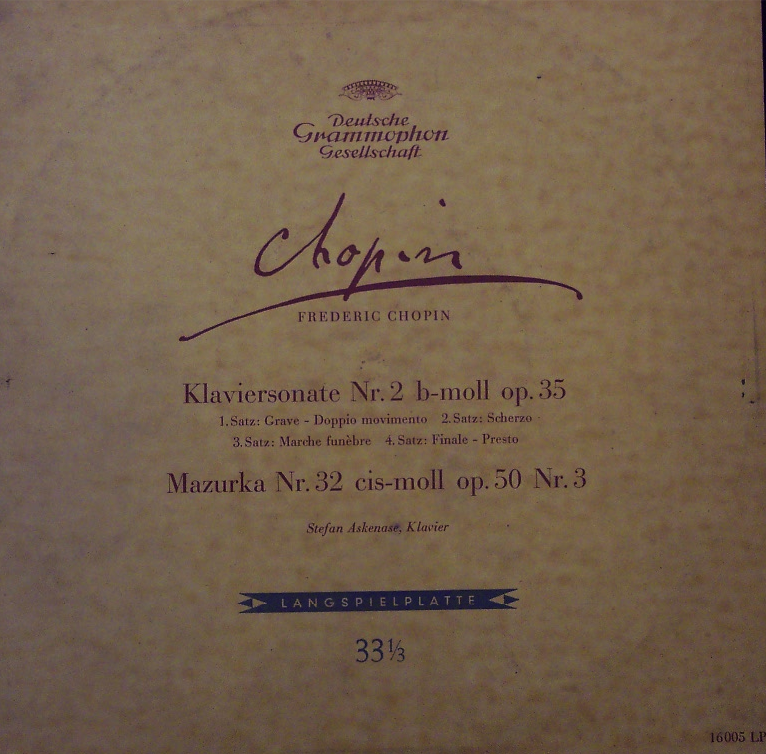 Deutsche
Grammophon
Gesellschaft
Chopin
FREDERIC CHOPIN
Klaviersonate Nr. 2 b-moll op. 35
1. Satz: Grave - Doppio movimento 2. Satz: Scherzo
3. Satz: Marche funèbre 4. Satz: Finale - Presto
Mazurka Nr. 32 cis-moll op. 50 Nr. 3
Stefan Askenase, Klavier
LANGSPIELPLATTE
33⅓
16005 LP